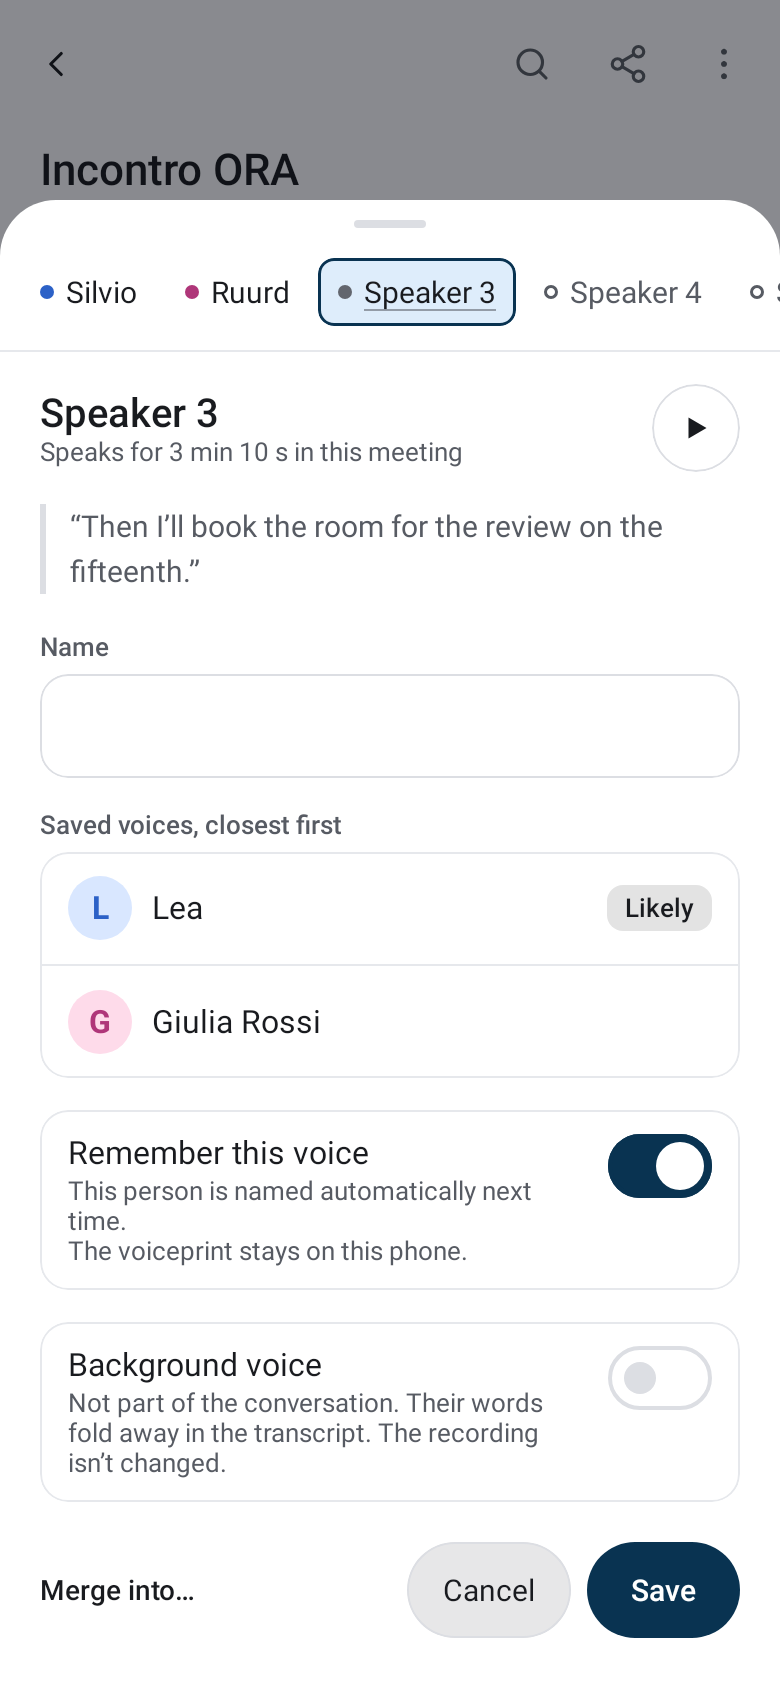 Incontro ORA
Silvio
Ruurd
Speaker 3
Speaker 4
Speaker 3
Speaks for 3 min 10 s in this meeting
“Then I’ll book the room for the review on the
fifteenth.”
Name
Saved voices, closest first
L
Lea
Likely
G
Giulia Rossi
Remember this voice
This person is named automatically next
time.
The voiceprint stays on this phone.
Background voice
Not part of the conversation. Their words
fold away in the transcript. The recording
isn’t changed.
Merge into…
Cancel
Save